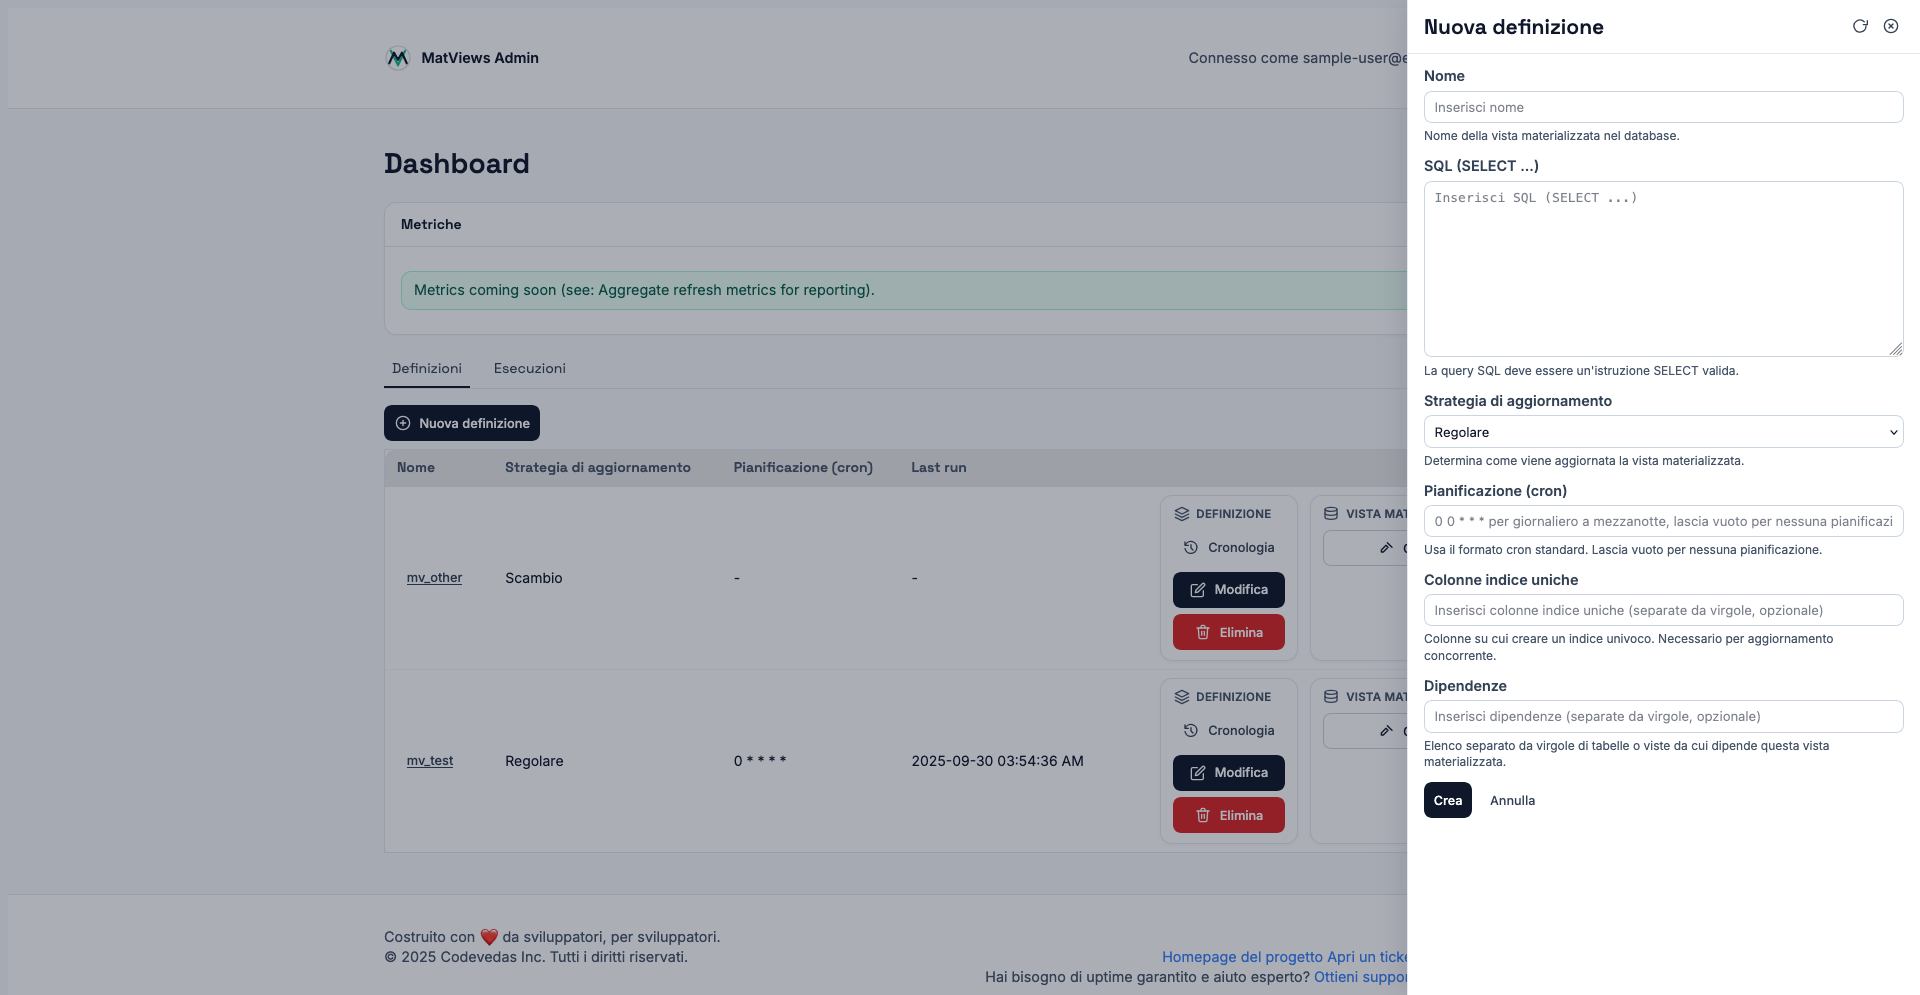 MatViews Admin
Connesso come sample-user@e
Dashboard
Metriche
Metrics coming soon (see: Aggregate refresh metrics for reporting).
Definizioni
Esecuzioni
Nuova definizione
Nome
Strategia di aggiornamento
Pianificazione (cron)
Last run
mv_other
Scambio
-
-
DEFINIZIONE
Cronologia
Modifica
Elimina
VISTA MAT
mv_test
Regolare
0 * * * *
2025-09-30 03:54:36 AM
DEFINIZIONE
Cronologia
Modifica
Elimina
VISTA MAT
Costruito con ❤️ da sviluppatori, per sviluppatori.
© 2025 Codevedas Inc. Tutti i diritti riservati.
Homepage del progetto Apri un ticke
Hai bisogno di uptime garantito e aiuto esperto? Ottieni suppor
Nuova definizione
Nome
Inserisci nome
Nome della vista materializzata nel database.
SQL (SELECT ...)
Inserisci SQL (SELECT ...)
La query SQL deve essere un'istruzione SELECT valida.
Strategia di aggiornamento
Regolare
Determina come viene aggiornata la vista materializzata.
Pianificazione (cron)
0 0 * * * per giornaliero a mezzanotte, lascia vuoto per nessuna pianificazi
Usa il formato cron standard. Lascia vuoto per nessuna pianificazione.
Colonne indice uniche
Inserisci colonne indice uniche (separate da virgole, opzionale)
Colonne su cui creare un indice univoco. Necessario per aggiornamento
concorrente.
Dipendenze
Inserisci dipendenze (separate da virgole, opzionale)
Elenco separato da virgole di tabelle o viste da cui dipende questa vista
materializzata.
Crea
Annulla